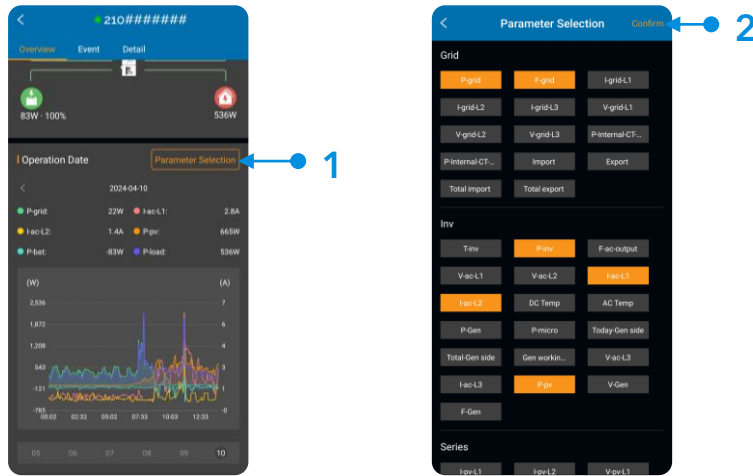 210#######
Overview Event Detail
83W · 100% 536W
Operation Date Parameter Selection
2024-04-10
P-grid: 22W I-ac-L1: 2.8A
I-ac-L2: 1.4A P-pv: 665W
P-bat: -83W P-load: 536W
(W) (A)
2,536 7
1,872 6
1,208 4
543 3
-121 1
-785 -0
00:02 02:32 05:02 07:33 10:03 12:33
05 06 07 08 09 10
1
Parameter Selection Confirm
2
Grid
P-grid F-grid I-grid-L1
I-grid-L2 I-grid-L3 V-grid-L1
V-grid-L2 V-grid-L3 P-Internal-CT-...
P-Internal-CT-... Import Export
Total import Total export
Inv
T-inv P-inv F-ac-output
V-ac-L1 V-ac-L2 I-ac-L1
I-ac-L2 DC Temp AC Temp
P-Gen P-micro Today-Gen side
Total-Gen side Gen workin... V-ac-L3
I-ac-L3 P-pv V-Gen
F-Gen
Series
I-pv-L1 I-pv-L2 V-pv-L1